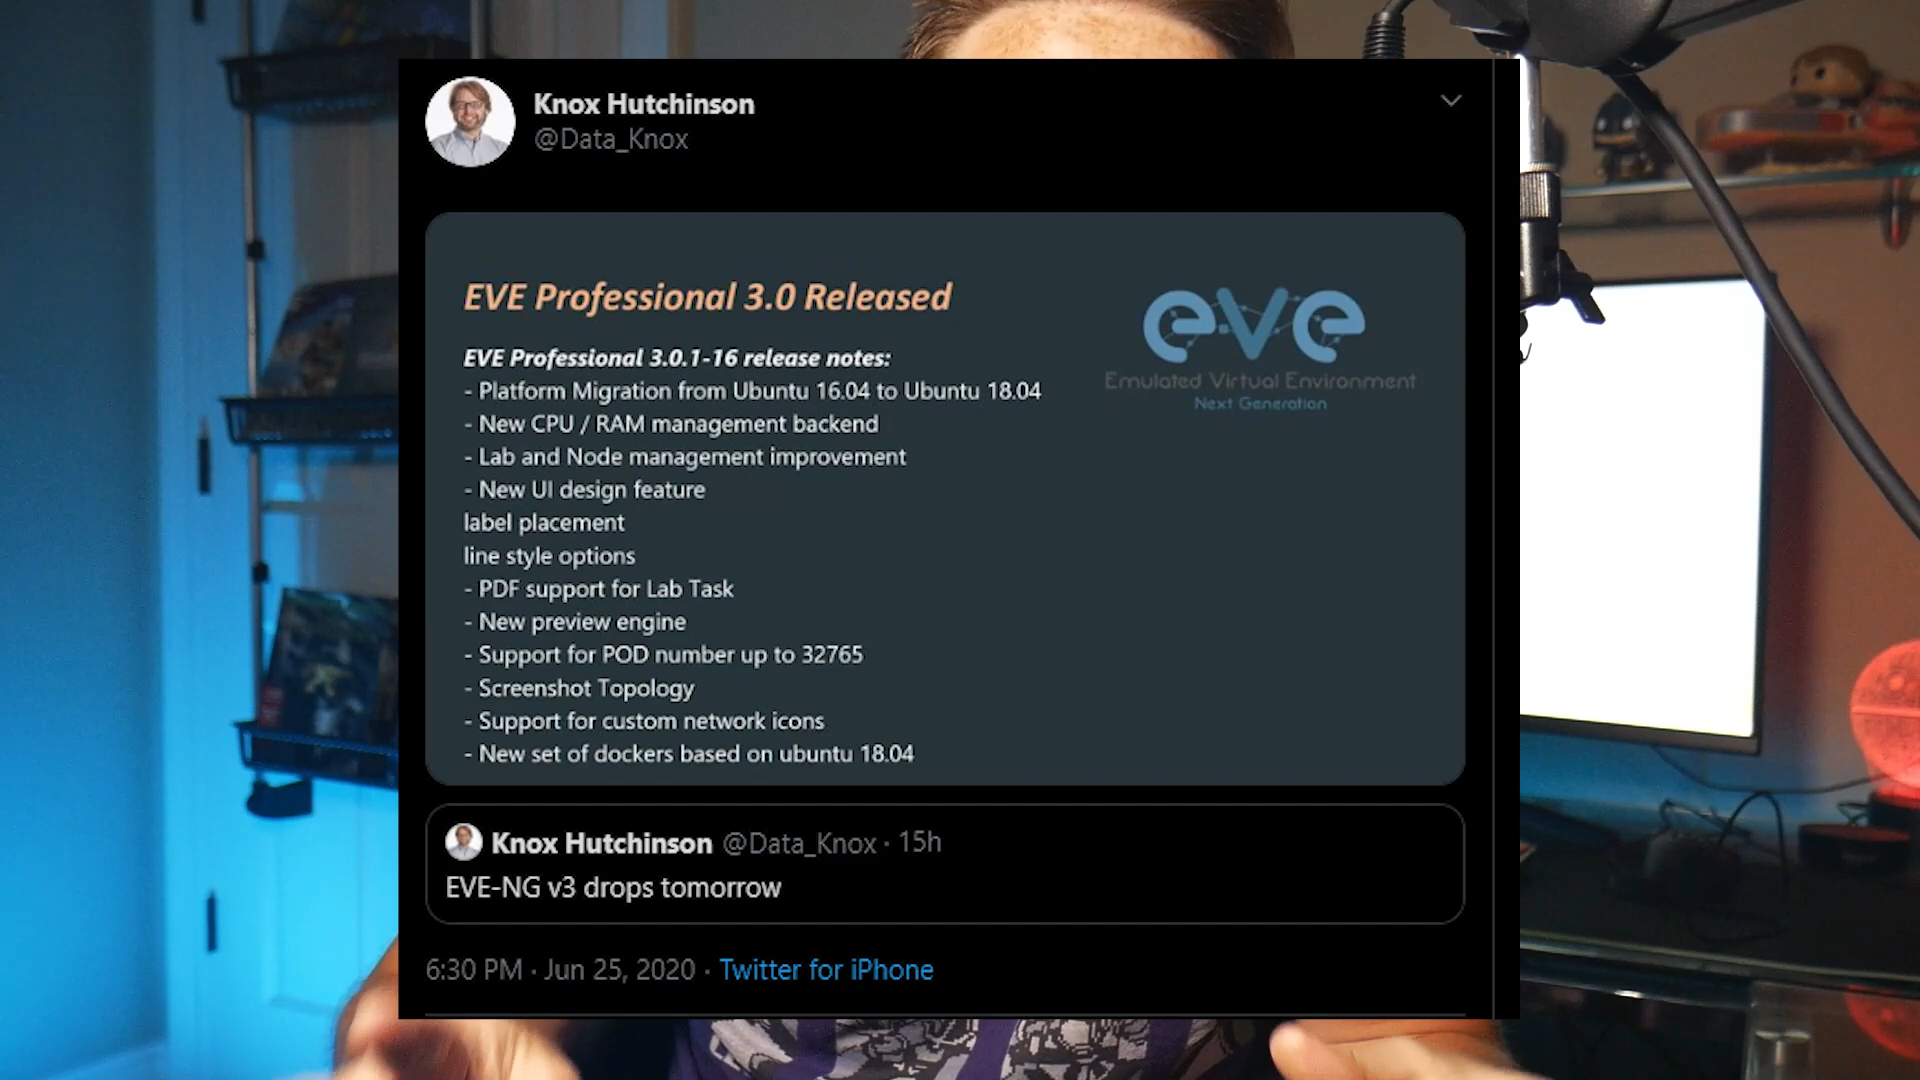 Knox Hutchinson
@Data_Knox
EVE Professional 3.0 Released
eve
Emulated Virtual Environment
Next Generation
EVE Professional 3.0.1-16 release notes:
- Platform Migration from Ubuntu 16.04 to Ubuntu 18.04
- New CPU / RAM management backend
- Lab and Node management improvement
- New UI design feature
label placement
line style options
- PDF support for Lab Task
- New preview engine
- Support for POD number up to 32765
- Screenshot Topology
- Support for custom network icons
- New set of dockers based on ubuntu 18.04
Knox Hutchinson @Data_Knox · 15h
EVE-NG v3 drops tomorrow
6:30 PM · Jun 25, 2020 · Twitter for iPhone